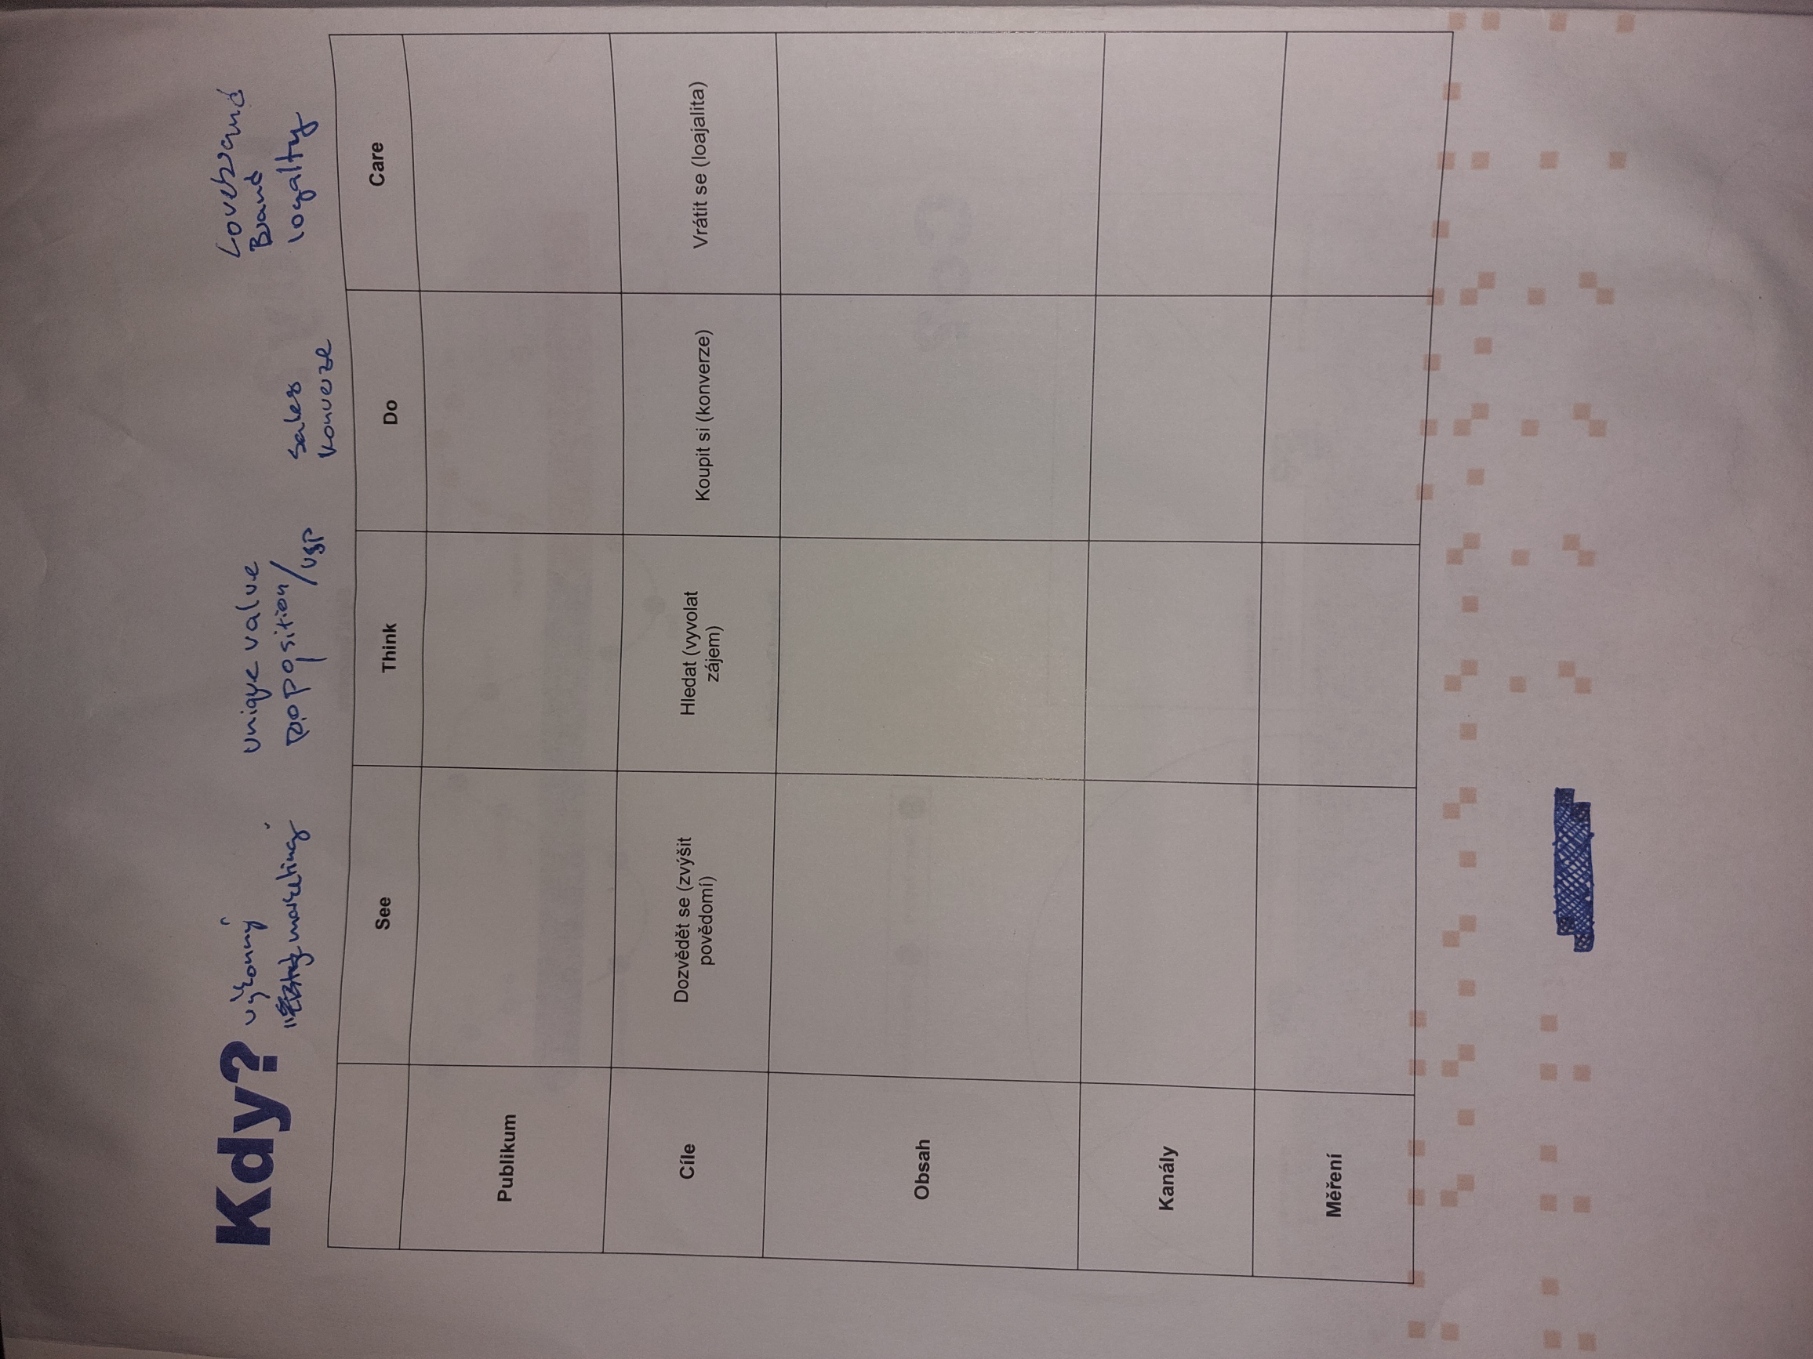 Kdy?
výkonný
marketing
unique value
proposition/USP
Sales
Konverze
Lovebrand
Brand
loyalty
See
Think
Do
Care
Publikum
Cíle
Dozvědět se (zvýšit
povědomí)
Hledat (vyvolat
zájem)
Koupit si (konverze)
Vrátit se (loajalita)
Obsah
Kanály
Měření